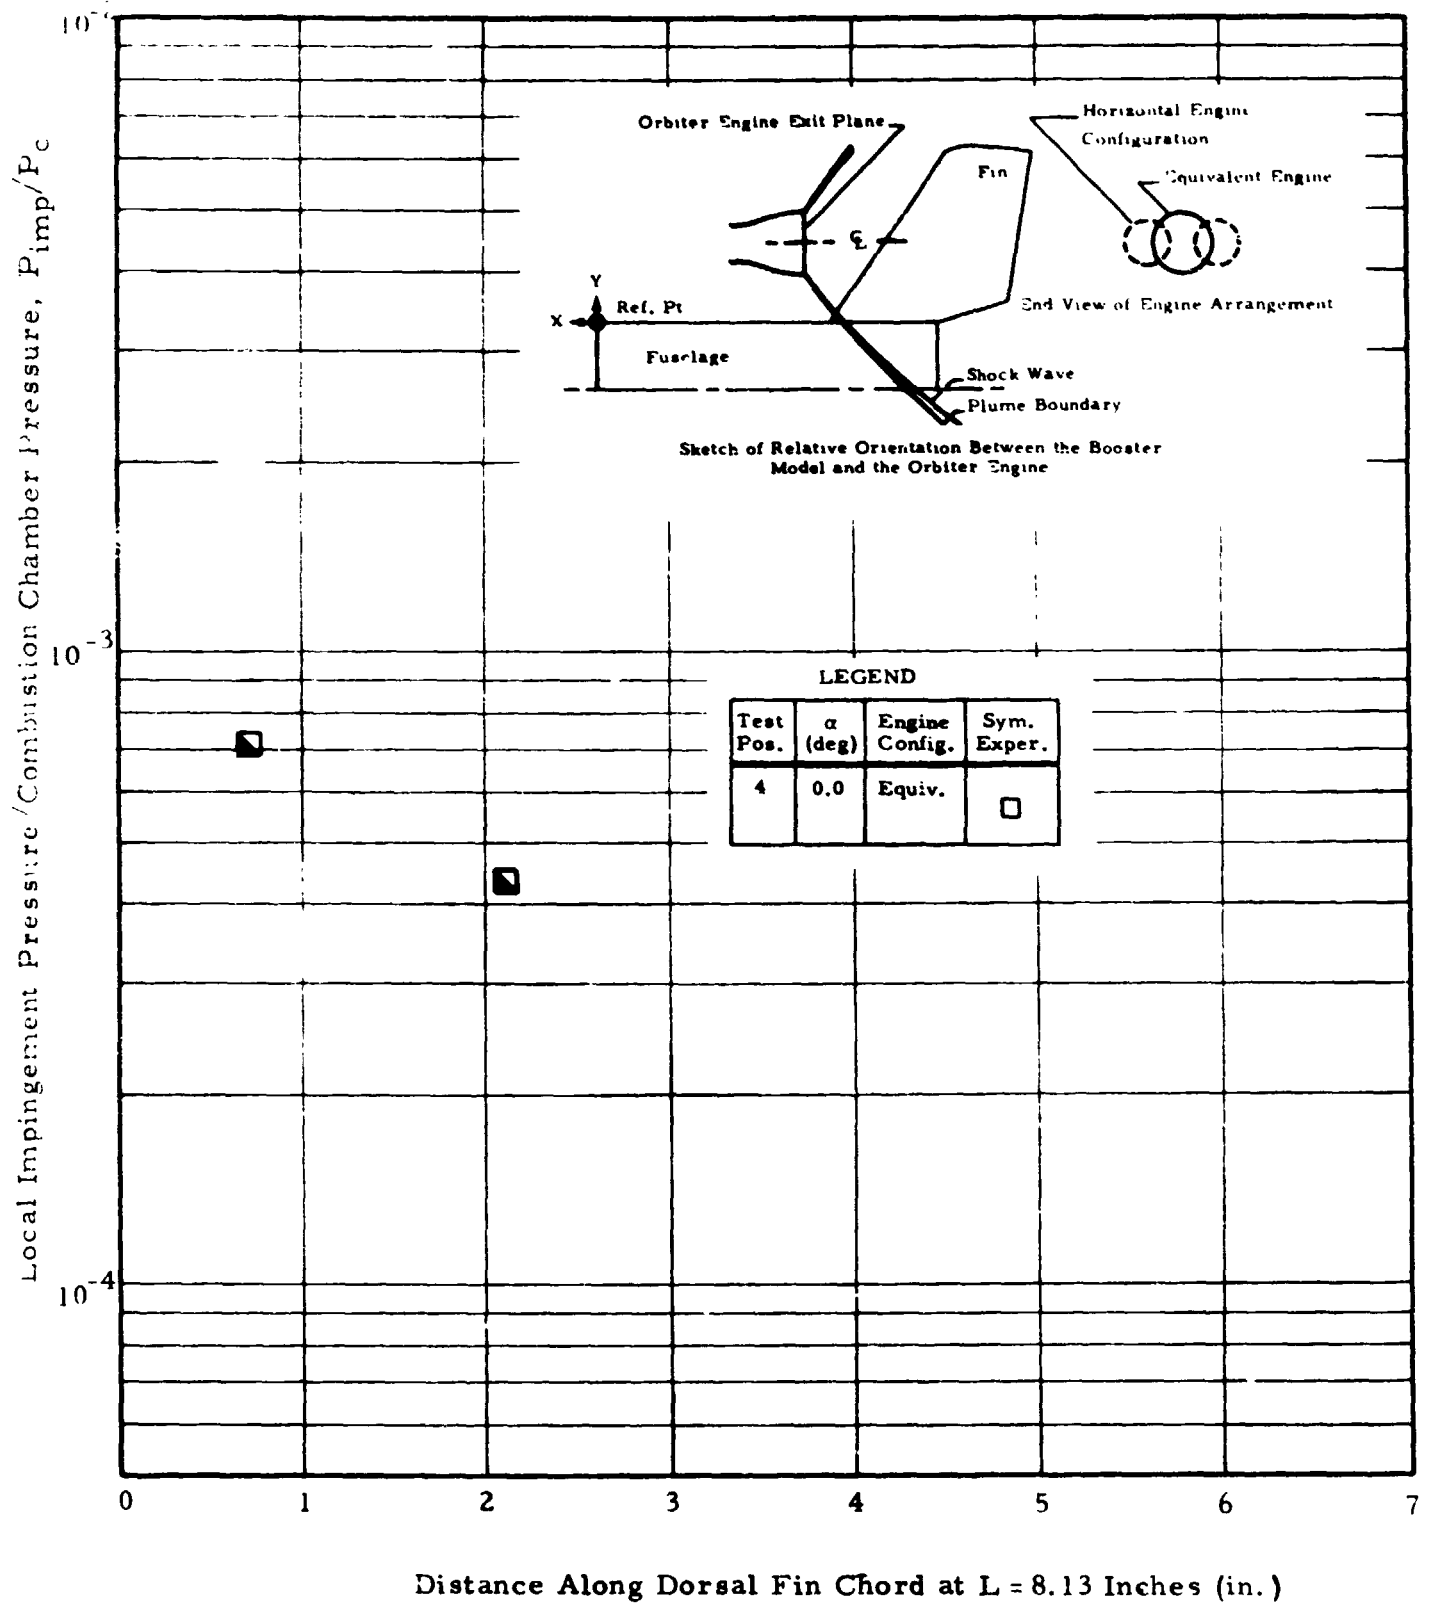 10
Local Impingement Pressure/Combustion Chamber Pressure, Pimp/Pc
Orbiter Engine Exit Plane
Horizontal Engine
Configuration
Fin
Equivalent Engine
℄
Y
X
Ref. Pt
End View of Engine Arrangement
Fuselage
Shock Wave
Plume Boundary
Sketch of Relative Orientation Between the Booster
Model and the Orbiter Engine
10-3
LEGEND
Test Pos. α (deg) Engine Config. Sym. Exper.
4 0.0 Equiv.
10-4
0 1 2 3 4 5 6 7
Distance Along Dorsal Fin Chord at L = 8.13 Inches (in.)